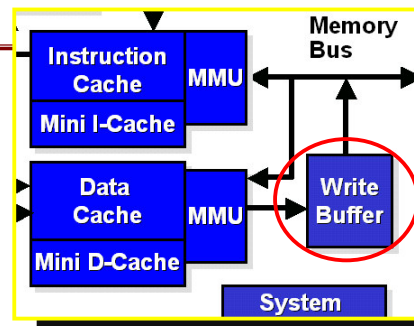 Memory
Bus
Instruction
Cache
MMU
Mini I-Cache
Data
Cache
MMU
Write
Buffer
Mini D-Cache
System